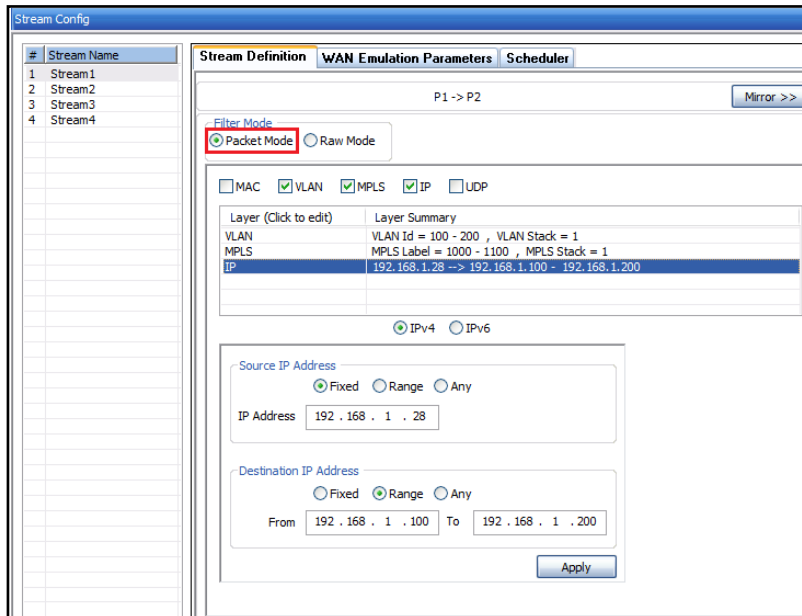 Stream Config
# Stream Name
1 Stream1
2 Stream2
3 Stream3
4 Stream4
Stream Definition WAN Emulation Parameters Scheduler
P1 -> P2 Mirror >>
Filter Mode
Packet Mode Raw Mode
MAC VLAN MPLS IP UDP
Layer (Click to edit) Layer Summary
VLAN VLAN Id = 100 - 200 , VLAN Stack = 1
MPLS MPLS Label = 1000 - 1100 , MPLS Stack = 1
IP 192.168.1.28 --> 192.168.1.100 - 192.168.1.200
IPv4 IPv6
Source IP Address
Fixed Range Any
IP Address 192 . 168 . 1 . 28
Destination IP Address
Fixed Range Any
From 192 . 168 . 1 . 100 To 192 . 168 . 1 . 200
Apply